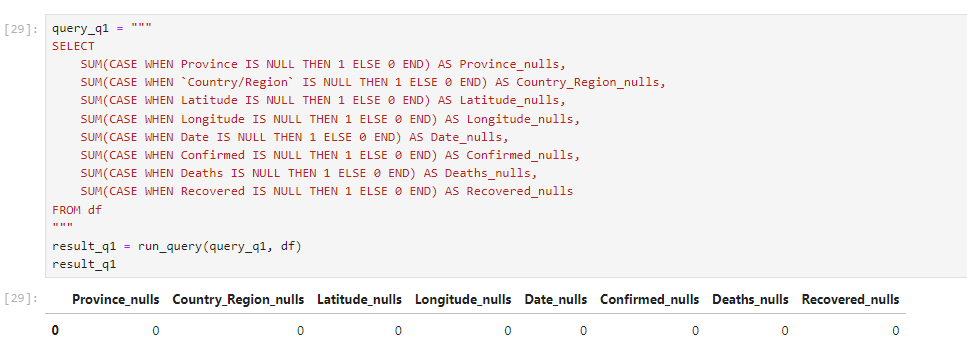 [29]: query_q1 = """
SELECT
    SUM(CASE WHEN Province IS NULL THEN 1 ELSE 0 END) AS Province_nulls,
    SUM(CASE WHEN `Country/Region` IS NULL THEN 1 ELSE 0 END) AS Country_Region_nulls,
    SUM(CASE WHEN Latitude IS NULL THEN 1 ELSE 0 END) AS Latitude_nulls,
    SUM(CASE WHEN Longitude IS NULL THEN 1 ELSE 0 END) AS Longitude_nulls,
    SUM(CASE WHEN Date IS NULL THEN 1 ELSE 0 END) AS Date_nulls,
    SUM(CASE WHEN Confirmed IS NULL THEN 1 ELSE 0 END) AS Confirmed_nulls,
    SUM(CASE WHEN Deaths IS NULL THEN 1 ELSE 0 END) AS Deaths_nulls,
    SUM(CASE WHEN Recovered IS NULL THEN 1 ELSE 0 END) AS Recovered_nulls
FROM df
"""
result_q1 = run_query(query_q1, df)
result_q1
[29]: Province_nulls Country_Region_nulls Latitude_nulls Longitude_nulls Date_nulls Confirmed_nulls Deaths_nulls Recovered_nulls
0 0 0 0 0 0 0 0 0